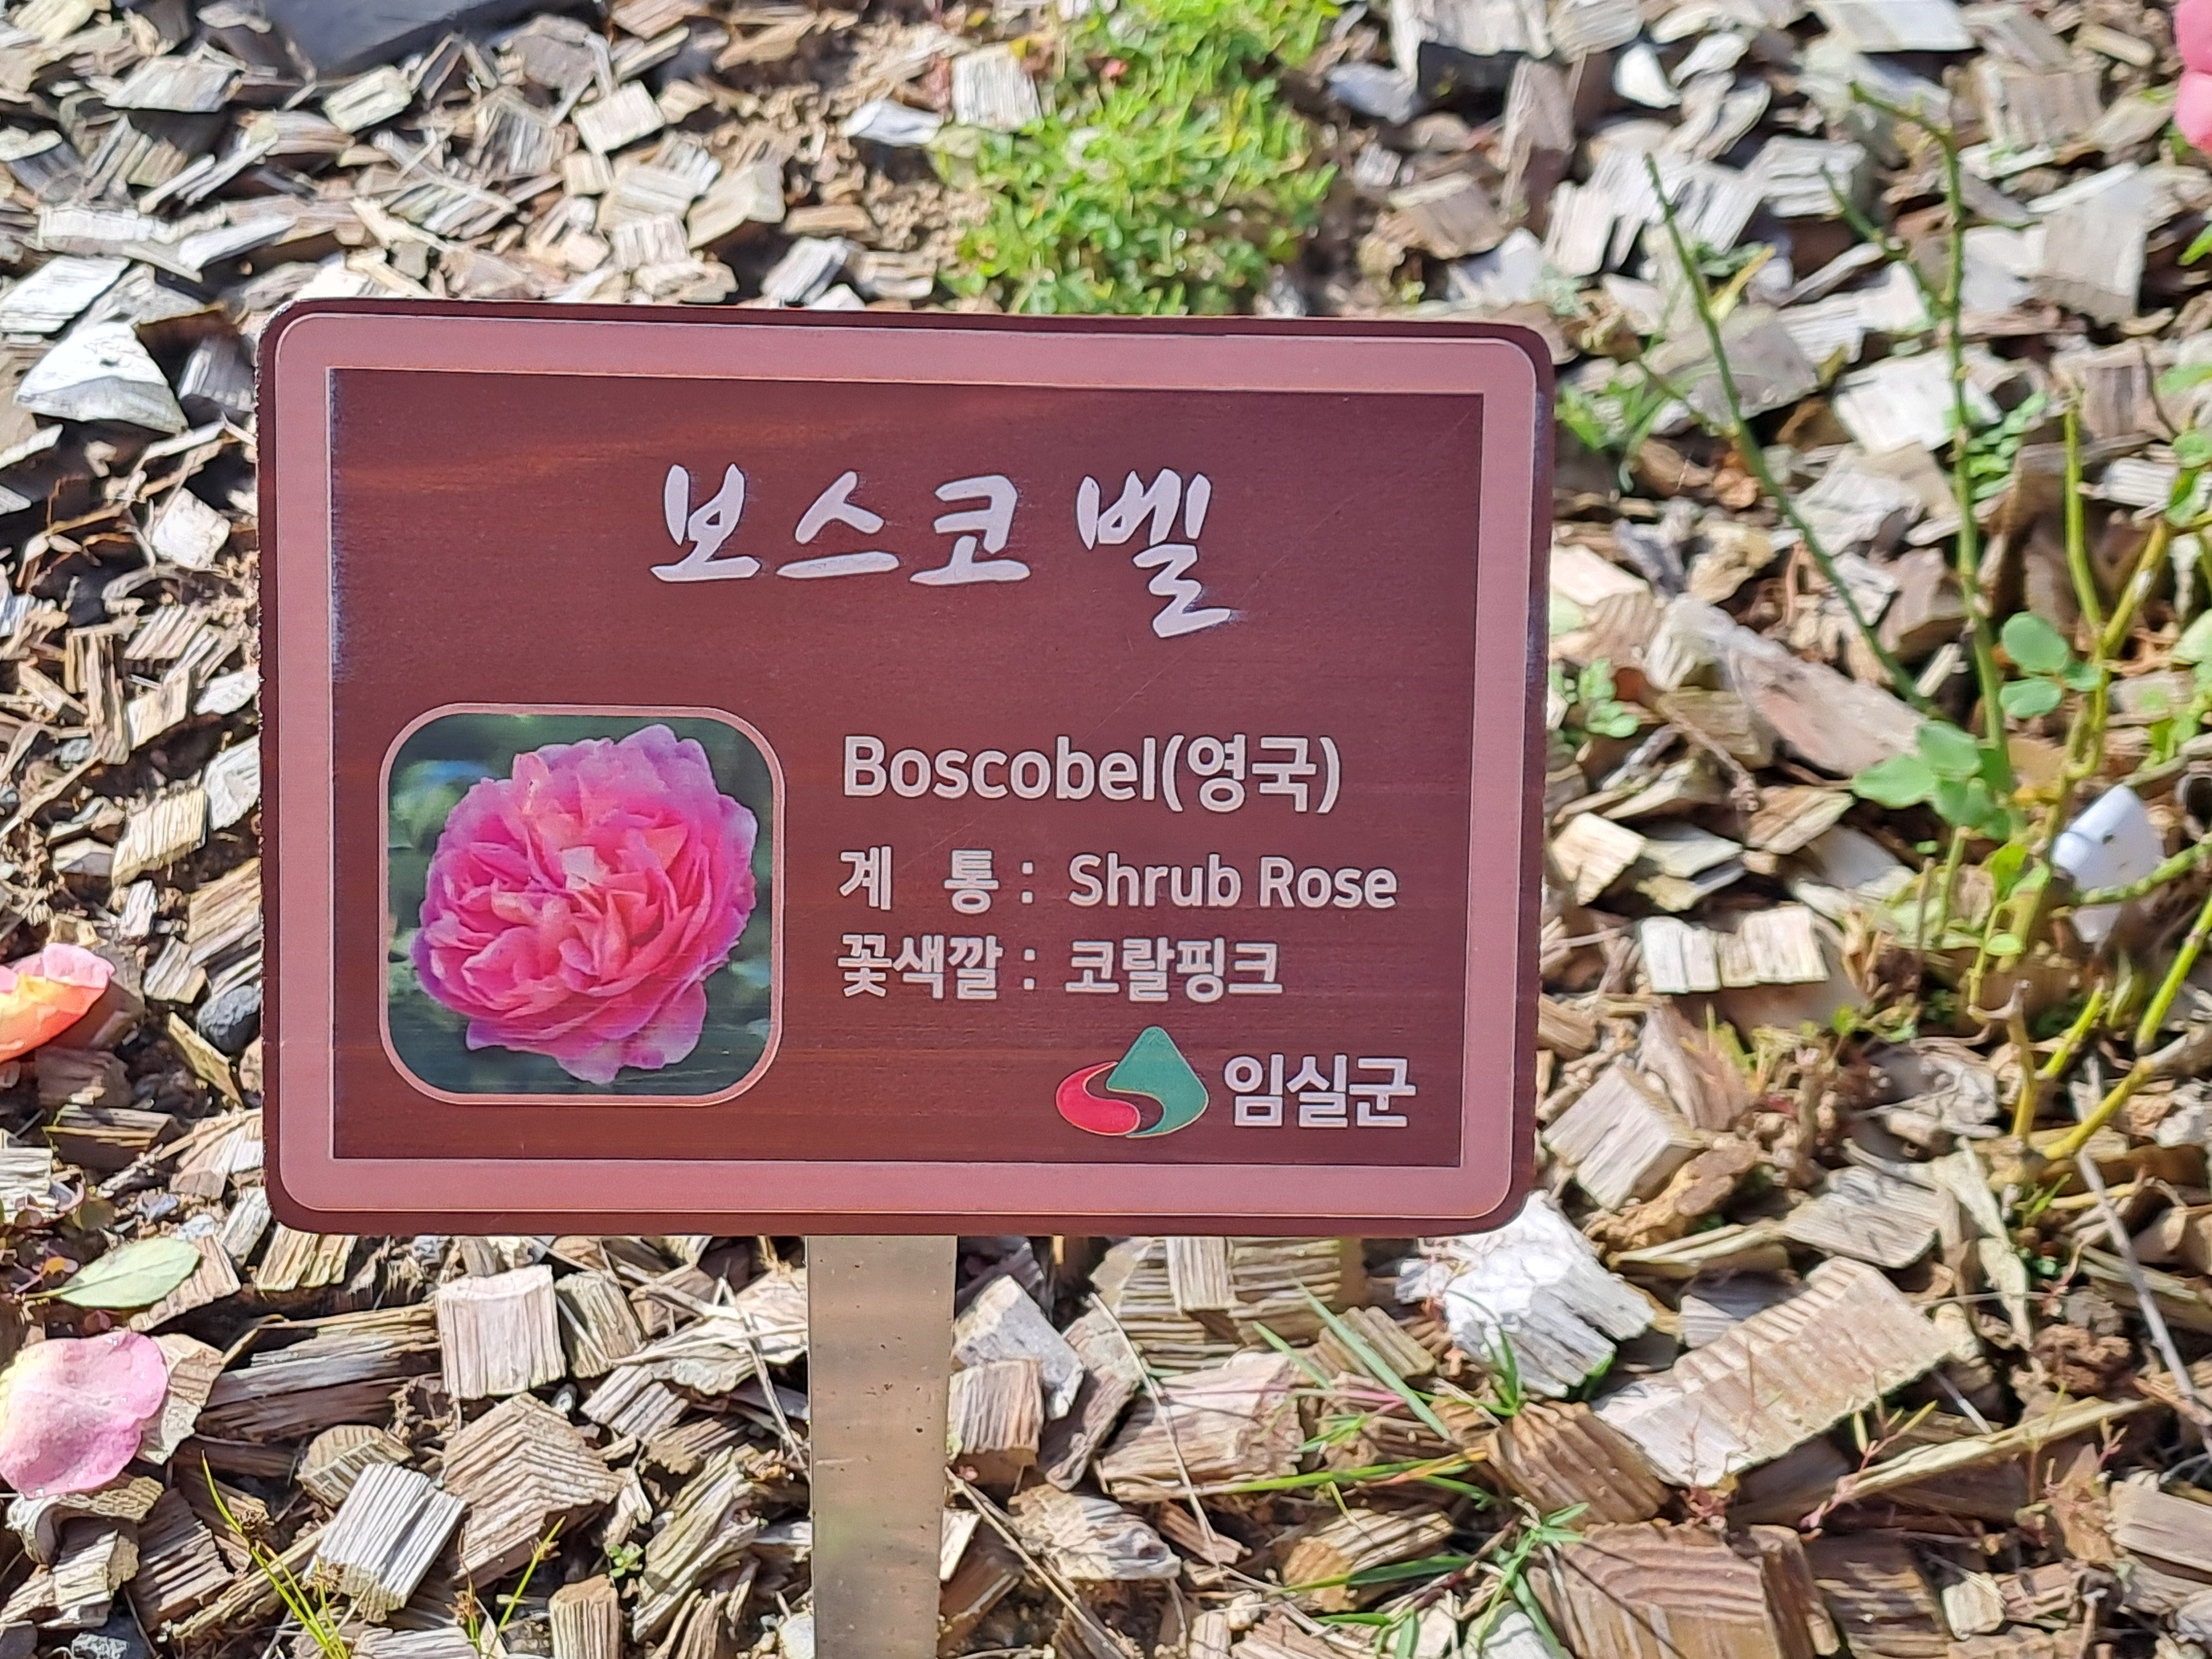 보스코벨
Boscobel(영국)
계 통 : Shrub Rose
꽃색깔 : 코랄핑크
임실군